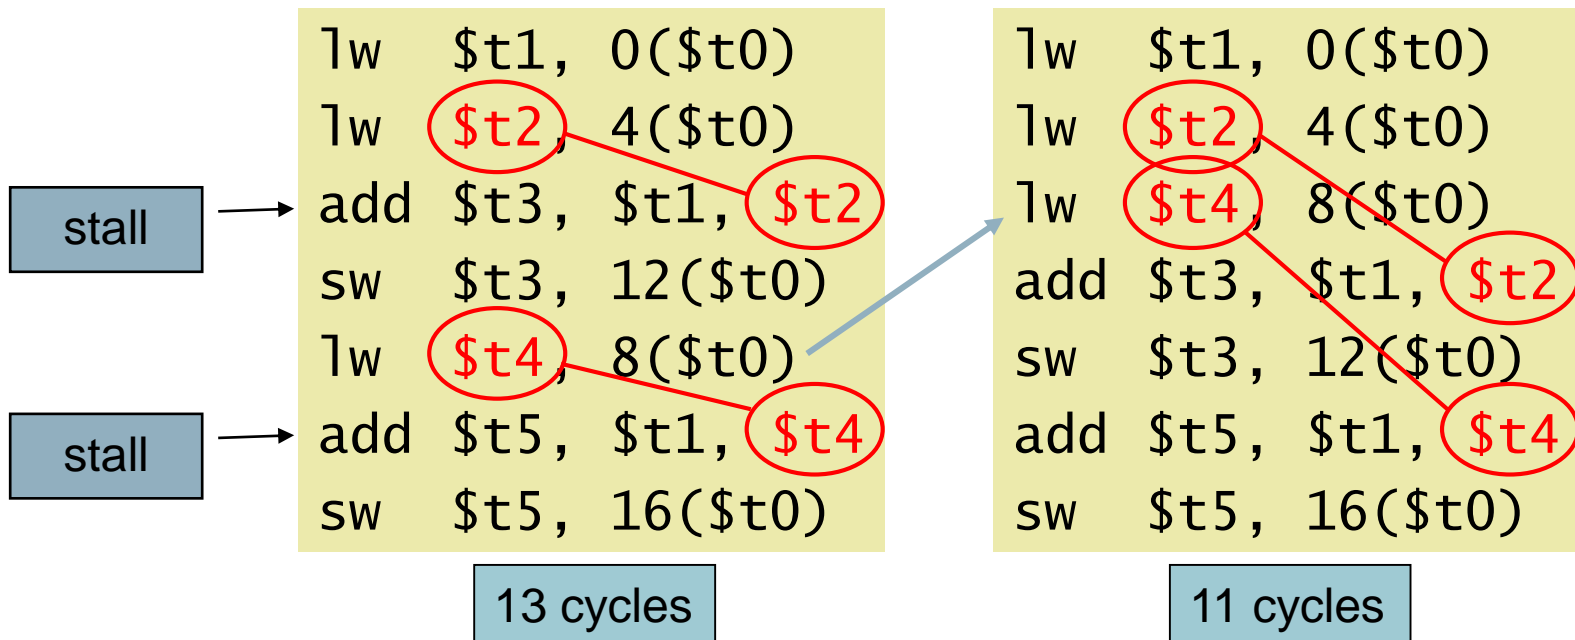 lw $t1, 0($t0)
lw $t2, 4($t0)
stall
add $t3, $t1, $t2
sw $t3, 12($t0)
lw $t4, 8($t0)
stall
add $t5, $t1, $t4
sw $t5, 16($t0)
13 cycles
lw $t1, 0($t0)
lw $t2, 4($t0)
lw $t4, 8($t0)
add $t3, $t1, $t2
sw $t3, 12($t0)
add $t5, $t1, $t4
sw $t5, 16($t0)
11 cycles